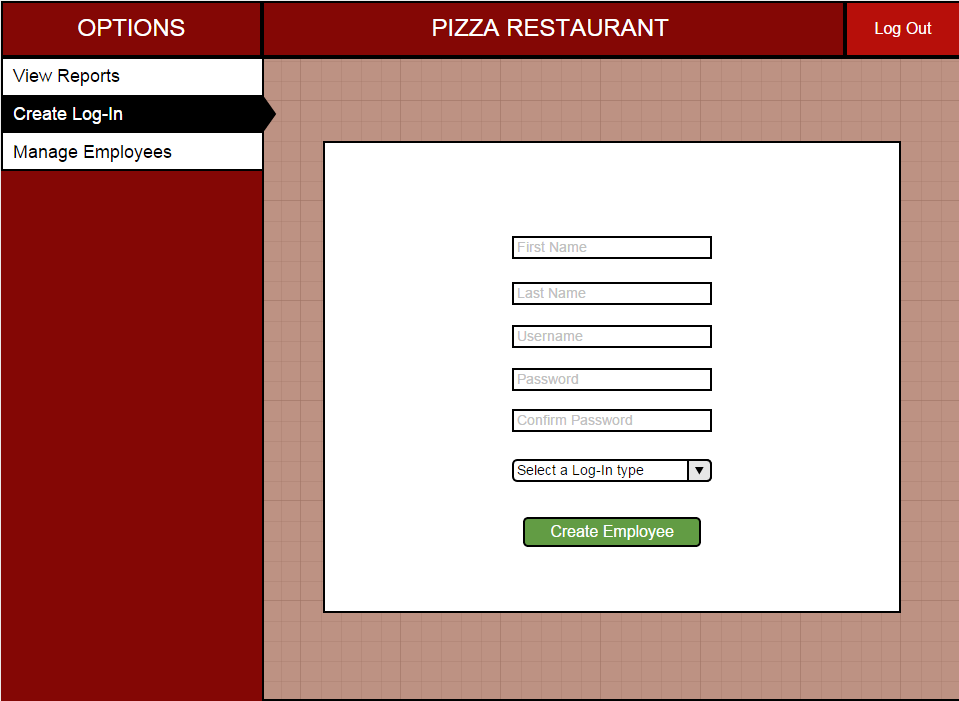 OPTIONS
PIZZA RESTAURANT
Log Out
View Reports
Create Log-In
Manage Employees
First Name
Last Name
Username
Password
Confirm Password
Select a Log-In type
Create Employee